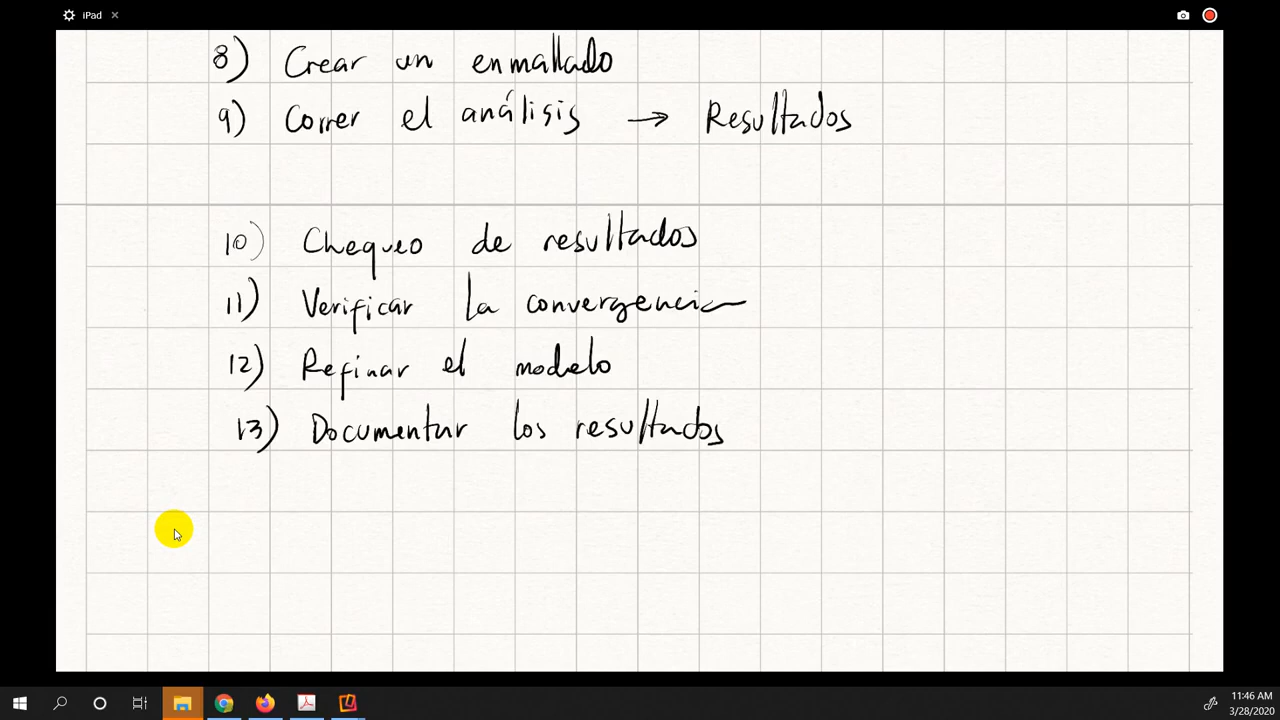 iPad
8) Crear un enmallado
9) Correr el análisis → Resultados
10) Chequeo de resultados
11) Verificar la convergencia
12) Refinar el modelo
13) Documentar los resultados
11:46 AM
3/28/2020